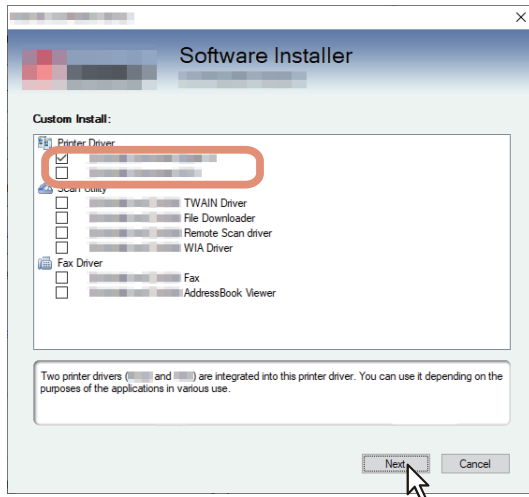 Software Installer
Custom Install:
Printer Driver
Scan Utility
TWAIN Driver
File Downloader
Remote Scan driver
WIA Driver
Fax Driver
Fax
AddressBook Viewer
Two printer drivers ( and ) are integrated into this printer driver. You can use it depending on the
purposes of the applications in various use.
Next
Cancel